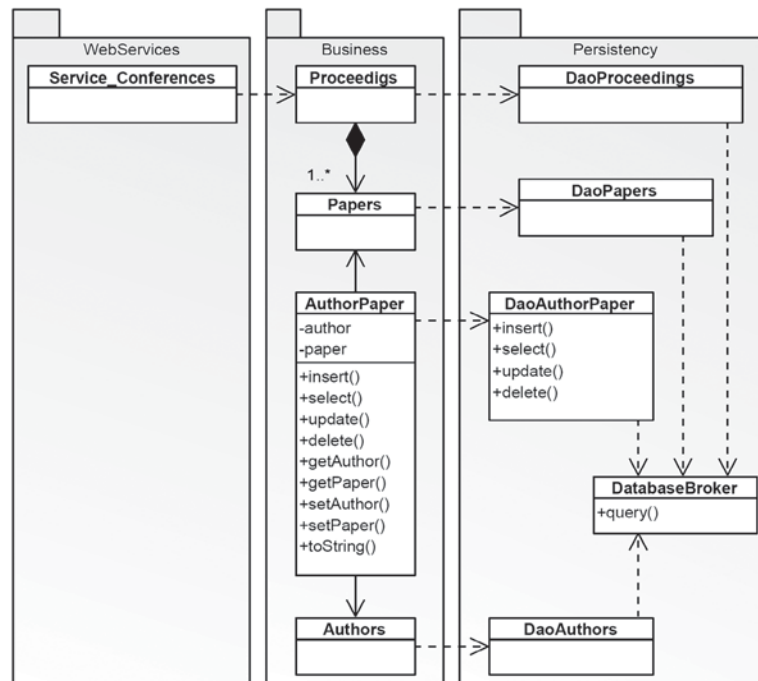 WebServices
Business
Persistency
Service_Conferences
Proceedigs
DaoProceedings
1..*
Papers
DaoPapers
AuthorPaper
-author
-paper
+insert()
+select()
+update()
+delete()
+getAuthor()
+getPaper()
+setAuthor()
+setPaper()
+toString()
DaoAuthorPaper
+insert()
+select()
+update()
+delete()
DatabaseBroker
+query()
Authors
DaoAuthors